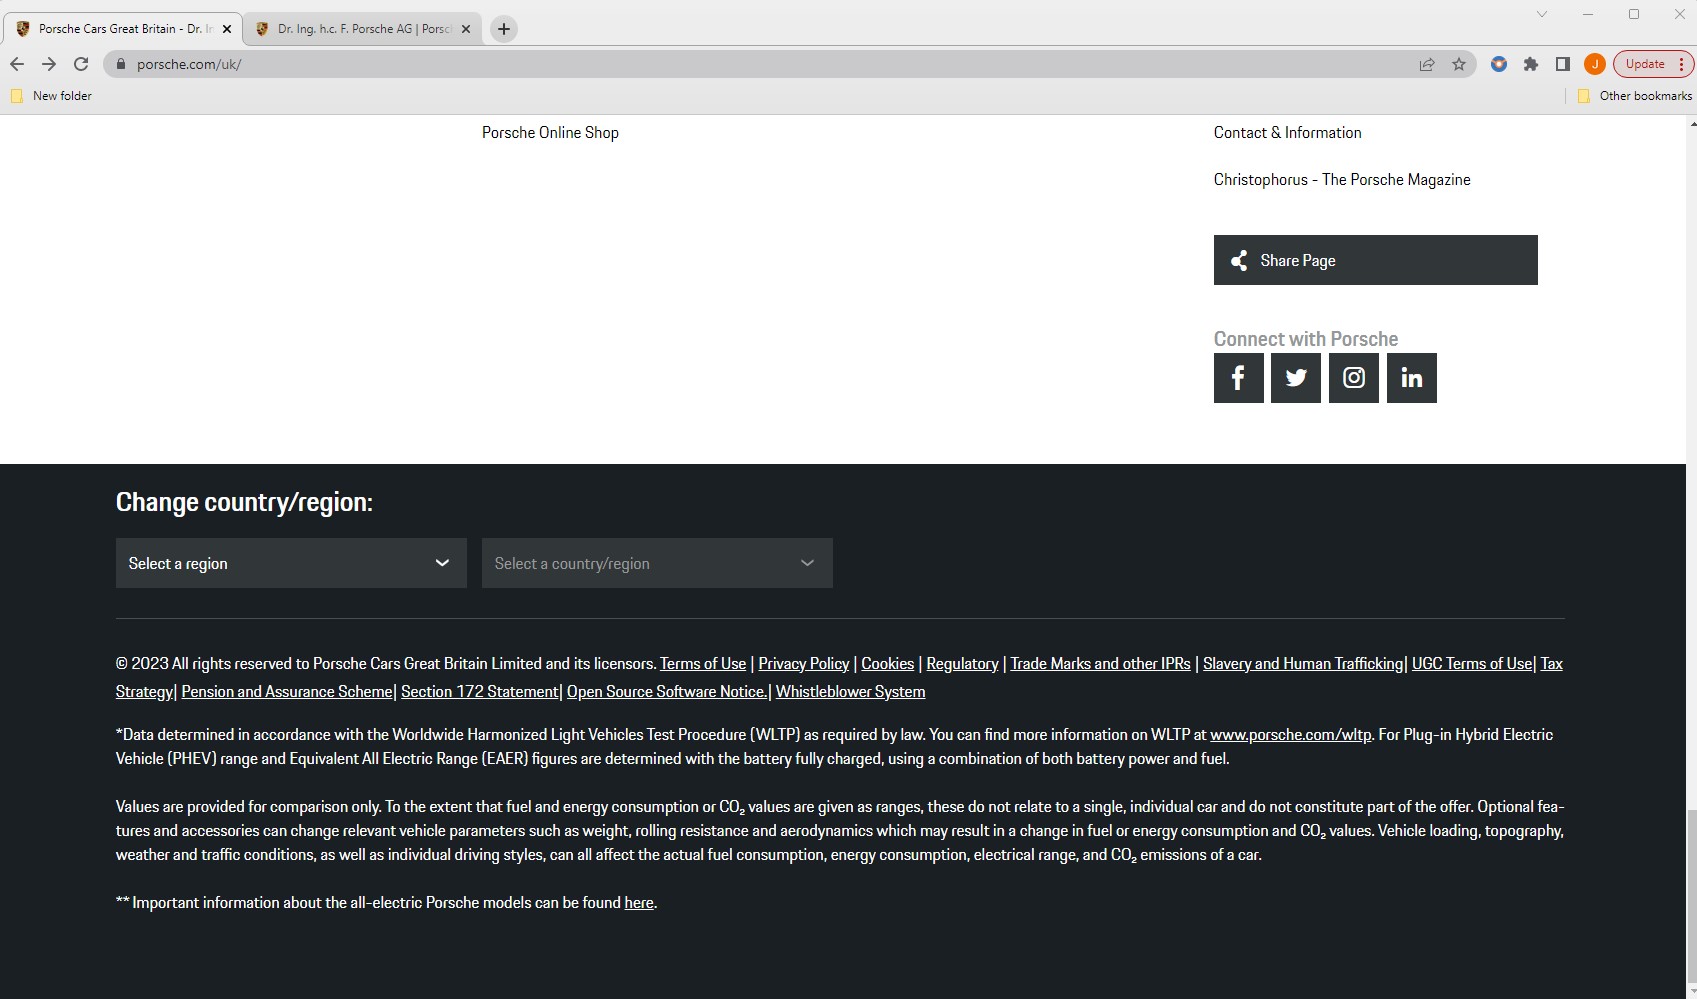 Porsche Cars Great Britain - Dr. In
Dr. Ing. h.c. F. Porsche AG | Porsc
porsche.com/uk/
J
Update
New folder
Other bookmarks
Porsche Online Shop
Contact & Information
Christophorus - The Porsche Magazine
Share Page
Connect with Porsche
Change country/region:
Select a region
Select a country/region
© 2023 All rights reserved to Porsche Cars Great Britain Limited and its licensors. Terms of Use | Privacy Policy | Cookies | Regulatory | Trade Marks and other IPRs | Slavery and Human Trafficking| UGC Terms of Use| Tax
Strategy| Pension and Assurance Scheme| Section 172 Statement| Open Source Software Notice.| Whistleblower System
*Data determined in accordance with the Worldwide Harmonized Light Vehicles Test Procedure (WLTP) as required by law. You can find more information on WLTP at www.porsche.com/wltp. For Plug-in Hybrid Electric
Vehicle (PHEV) range and Equivalent All Electric Range (EAER) figures are determined with the battery fully charged, using a combination of both battery power and fuel.
Values are provided for comparison only. To the extent that fuel and energy consumption or CO₂ values are given as ranges, these do not relate to a single, individual car and do not constitute part of the offer. Optional fea-
tures and accessories can change relevant vehicle parameters such as weight, rolling resistance and aerodynamics which may result in a change in fuel or energy consumption and CO₂ values. Vehicle loading, topography,
weather and traffic conditions, as well as individual driving styles, can all affect the actual fuel consumption, energy consumption, electrical range, and CO₂ emissions of a car.
** Important information about the all-electric Porsche models can be found here.